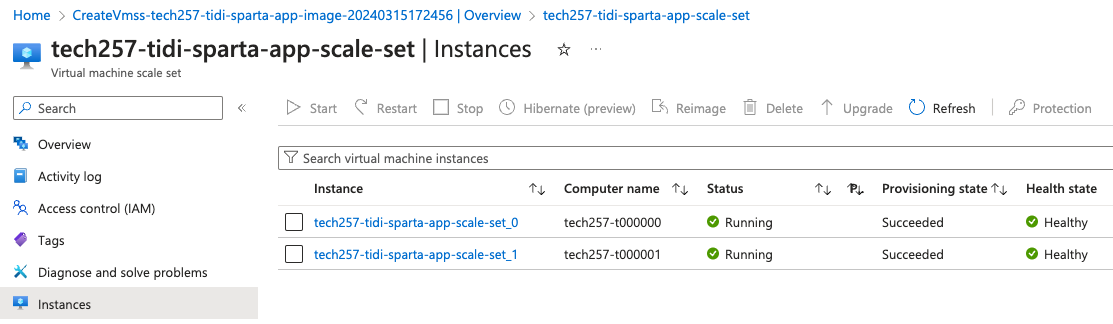 Home > CreateVmss-tech257-tidi-sparta-app-image-20240315172456 | Overview > tech257-tidi-sparta-app-scale-set
tech257-tidi-sparta-app-scale-set | Instances
Virtual machine scale set
Search
Start Restart Stop Hibernate (preview) Reimage Delete Upgrade Refresh Protection
Overview
Activity log
Access control (IAM)
Tags
Diagnose and solve problems
Instances
Search virtual machine instances
Instance Computer name Status P. Provisioning state Health state
tech257-tidi-sparta-app-scale-set_0 tech257-t000000 Running Succeeded Healthy
tech257-tidi-sparta-app-scale-set_1 tech257-t000001 Running Succeeded Healthy